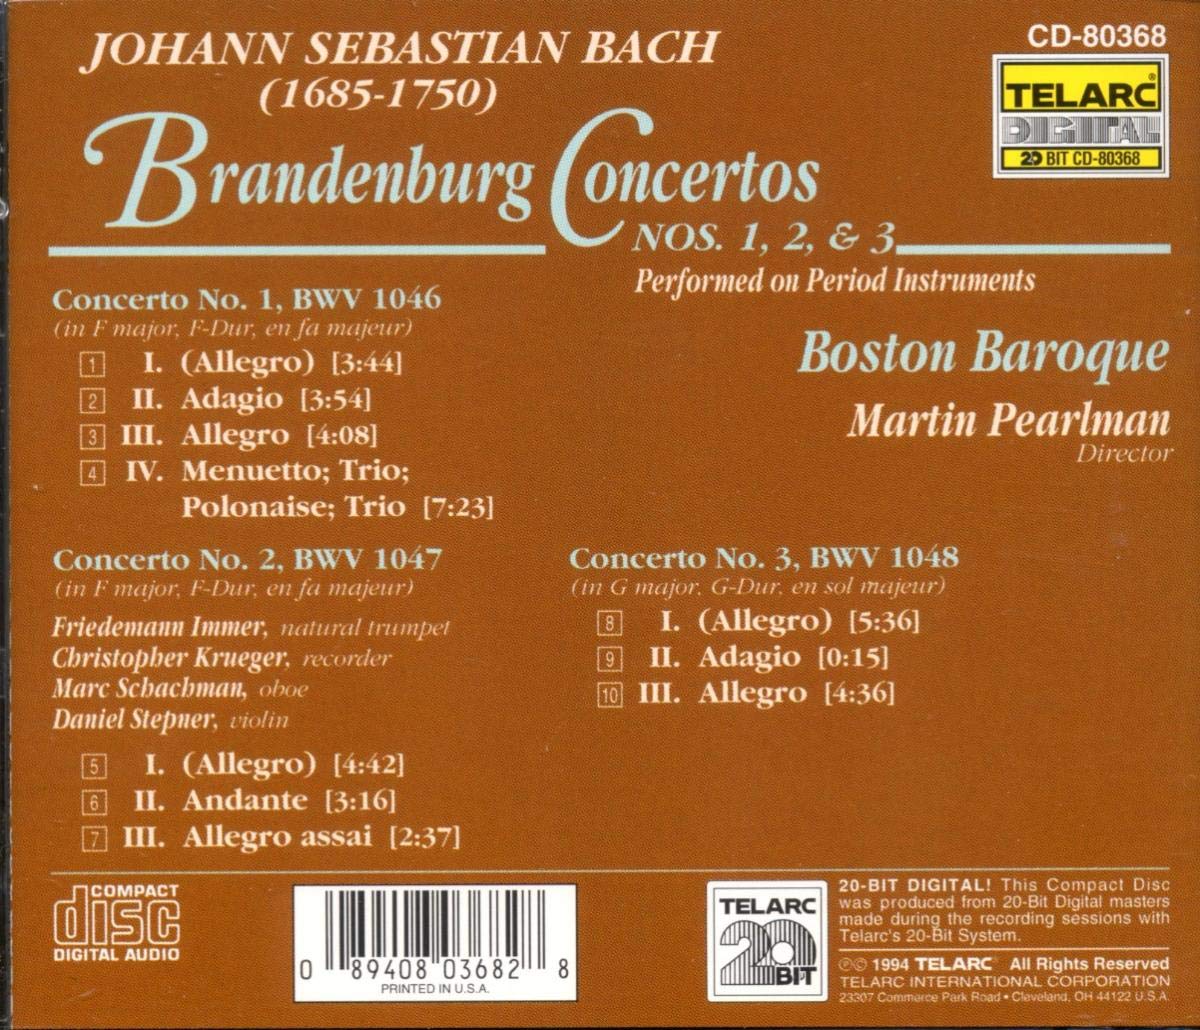 JOHANN SEBASTIAN BACH
(1685-1750)
Brandenburg Concertos
NOS. 1, 2, & 3
Performed on Period Instruments
CD-80368
TELARC®
DIGITAL
20 BIT CD-80368
Boston Baroque
Martin Pearlman
Director
Concerto No. 1, BWV 1046
(in F major, F-Dur, en fa majeur)
1 I. (Allegro) [3:44]
2 II. Adagio [3:54]
3 III. Allegro [4:08]
4 IV. Menuetto; Trio;
Polonaise; Trio [7:23]
Concerto No. 2, BWV 1047
(in F major, F-Dur, en fa majeur)
Friedemann Immer, natural trumpet
Christopher Krueger, recorder
Marc Schachman, oboe
Daniel Stepner, violin
5 I. (Allegro) [4:42]
6 II. Andante [3:16]
7 III. Allegro assai [2:37]
Concerto No. 3, BWV 1048
(in G major, G-Dur, en sol majeur)
8 I. (Allegro) [5:36]
9 II. Adagio [0:15]
10 III. Allegro [4:36]
COMPACT
disc
DIGITAL AUDIO
0 89408 03682 8
PRINTED IN U.S.A.
TELARC
20
BIT
20-BIT DIGITAL! This Compact Disc
was produced from 20-Bit Digital masters
made during the recording sessions with
Telarc's 20-Bit System.
℗© 1994 TELARC® All Rights Reserved
TELARC INTERNATIONAL CORPORATION
23307 Commerce Park Road • Cleveland, OH 44122 U.S.A.